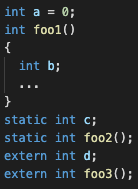 int a = 0;
int foo1()
{
  int b;
  ...
}
static int c;
static int foo2();
extern int d;
extern int foo3();